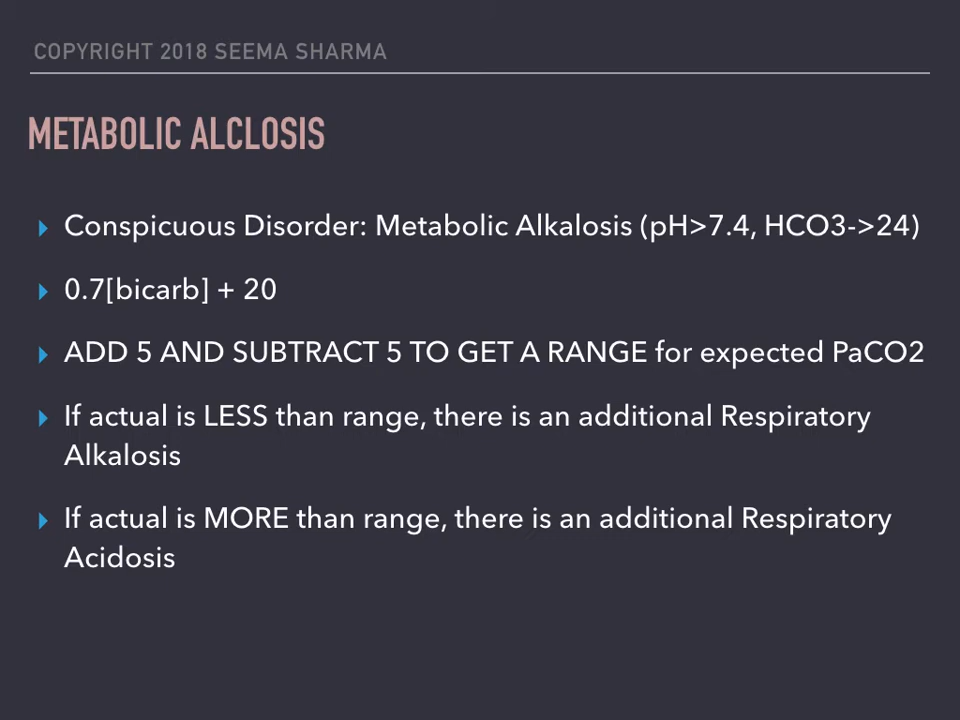 COPYRIGHT 2018 SEEMA SHARMA
METABOLIC ALCLOSIS
▸ Conspicuous Disorder: Metabolic Alkalosis (pH>7.4, HCO3->24)
▸ 0.7[bicarb] + 20
▸ ADD 5 AND SUBTRACT 5 TO GET A RANGE for expected PaCO2
▸ If actual is LESS than range, there is an additional Respiratory
Alkalosis
▸ If actual is MORE than range, there is an additional Respiratory
Acidosis